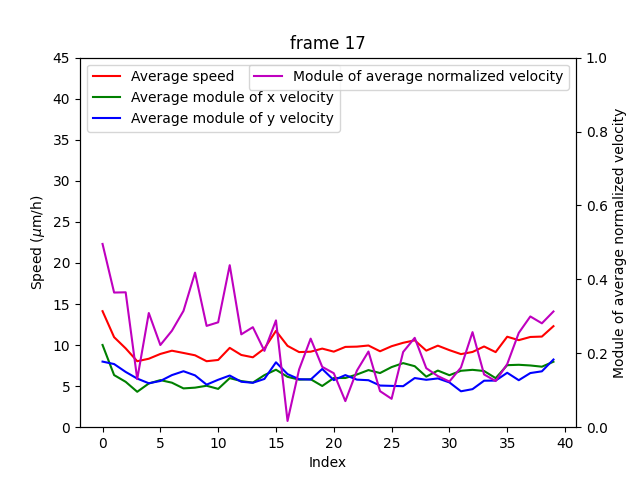 frame 17
Average speed
Average module of x velocity
Average module of y velocity
Module of average normalized velocity
Speed (μm/h)
45
40
35
30
25
20
15
10
5
0
1.0
0.8
0.6
0.4
0.2
0.0
Module of average normalized velocity
0 5 10 15 20 25 30 35 40
Index